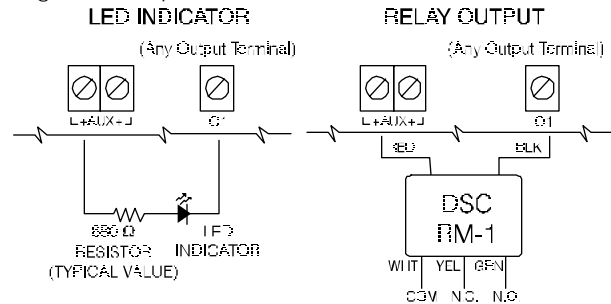 LED INDICATOR
(Any Output Terminal)
+AUX+
O1
680 Ω
RESISTOR
(TYPICAL VALUE)
LED
INDICATOR
RELAY OUTPUT
(Any Output Terminal)
+AUX+
O1
RED
BLK
DSC
RM-1
WHT YEL GRN
COM N.C. N.O.